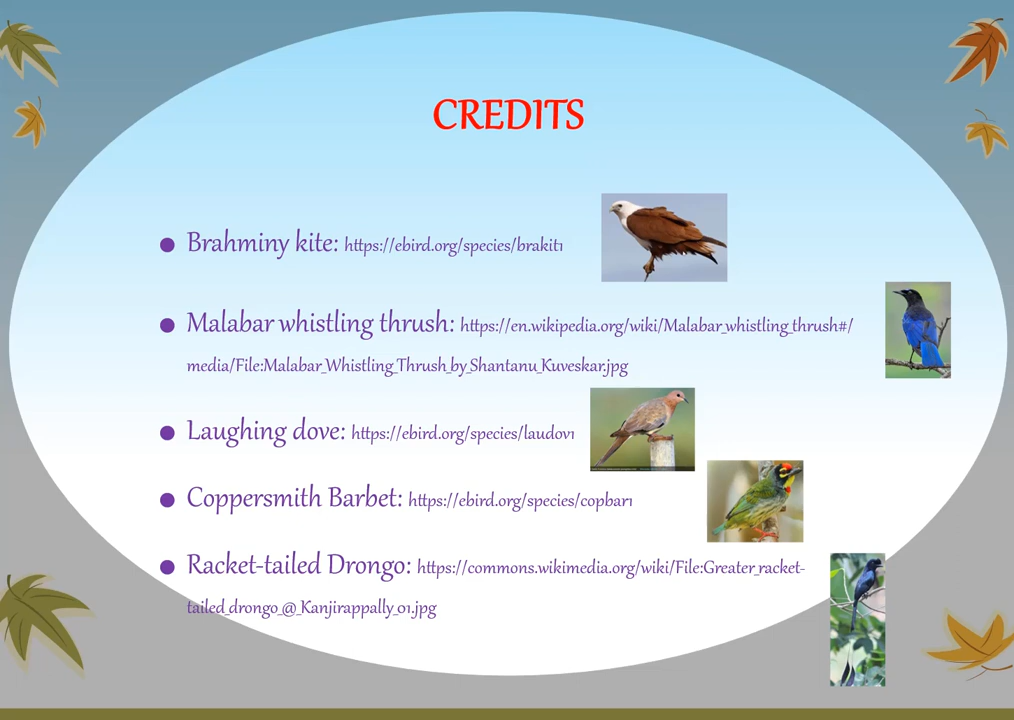 CREDITS
Brahminy kite: https://ebird.org/species/brakit1
Malabar whistling thrush: https://en.wikipedia.org/wiki/Malabar_whistling_thrush#/
media/File:Malabar_Whistling_Thrush_by_Shantanu_Kuveskar.jpg
Laughing dove: https://ebird.org/species/laudov1
Coppersmith Barbet: https://ebird.org/species/copbar1
Racket-tailed Drongo: https://commons.wikimedia.org/wiki/File:Greater_racket-
tailed_drongo_@_Kanjirappally_01.jpg